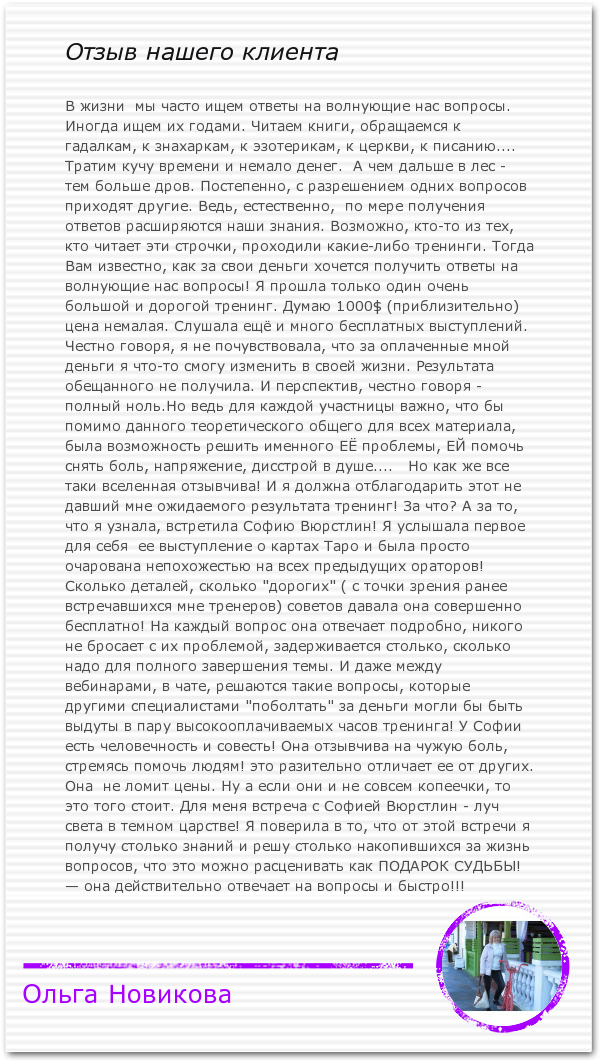 Отзыв нашего клиента
В жизни  мы часто ищем ответы на волнующие нас вопросы.
Иногда ищем их годами. Читаем книги, обращаемся к
гадалкам, к знахаркам, к эзотерикам, к церкви, к писанию....
Тратим кучу времени и немало денег.  А чем дальше в лес -
тем больше дров. Постепенно, с разрешением одних вопросов
приходят другие. Ведь, естественно,  по мере получения
ответов расширяются наши знания. Возможно, кто-то из тех,
кто читает эти строчки, проходили какие-либо тренинги. Тогда
Вам известно, как за свои деньги хочется получить ответы на
волнующие нас вопросы! Я прошла только один очень
большой и дорогой тренинг. Думаю 1000$ (приблизительно)
цена немалая. Слушала ещё и много бесплатных выступлений.
Честно говоря, я не почувствовала, что за оплаченные мной
деньги я что-то смогу изменить в своей жизни. Результата
обещанного не получила. И перспектив, честно говоря -
полный ноль.Но ведь для каждой участницы важно, что бы
помимо данного теоретического общего для всех материала,
была возможность решить именного ЕЁ проблемы, ЕЙ помочь
снять боль, напряжение, дисстрой в душе....   Но как же все
таки вселенная отзывчива! И я должна отблагодарить этот не
давший мне ожидаемого результата тренинг! За что? А за то,
что я узнала, встретила Софию Вюрстлин! Я услышала первое
для себя  ее выступление о картах Таро и была просто
очарована непохожестью на всех предыдущих ораторов!
Сколько деталей, сколько "дорогих" ( с точки зрения ранее
встречавшихся мне тренеров) советов давала она совершенно
бесплатно! На каждый вопрос она отвечает подробно, никого
не бросает с их проблемой, задерживается столько, сколько
надо для полного завершения темы. И даже между
вебинарами, в чате, решаются такие вопросы, которые
другими специалистами "поболтать" за деньги могли бы быть
выдуты в пару высокооплачиваемых часов тренинга! У Софии
есть человечность и совесть! Она отзывчива на чужую боль,
стремясь помочь людям! это разительно отличает ее от других.
Она  не ломит цены. Ну а если они и не совсем копеечки, то
это того стоит. Для меня встреча с Софией Вюрстлин - луч
света в темном царстве! Я поверила в то, что от этой встречи я
получу столько знаний и решу столько накопившихся за жизнь
вопросов, что это можно расценивать как ПОДАРОК СУДЬБЫ!
— она действительно отвечает на вопросы и быстро!!!
Ольга Новикова